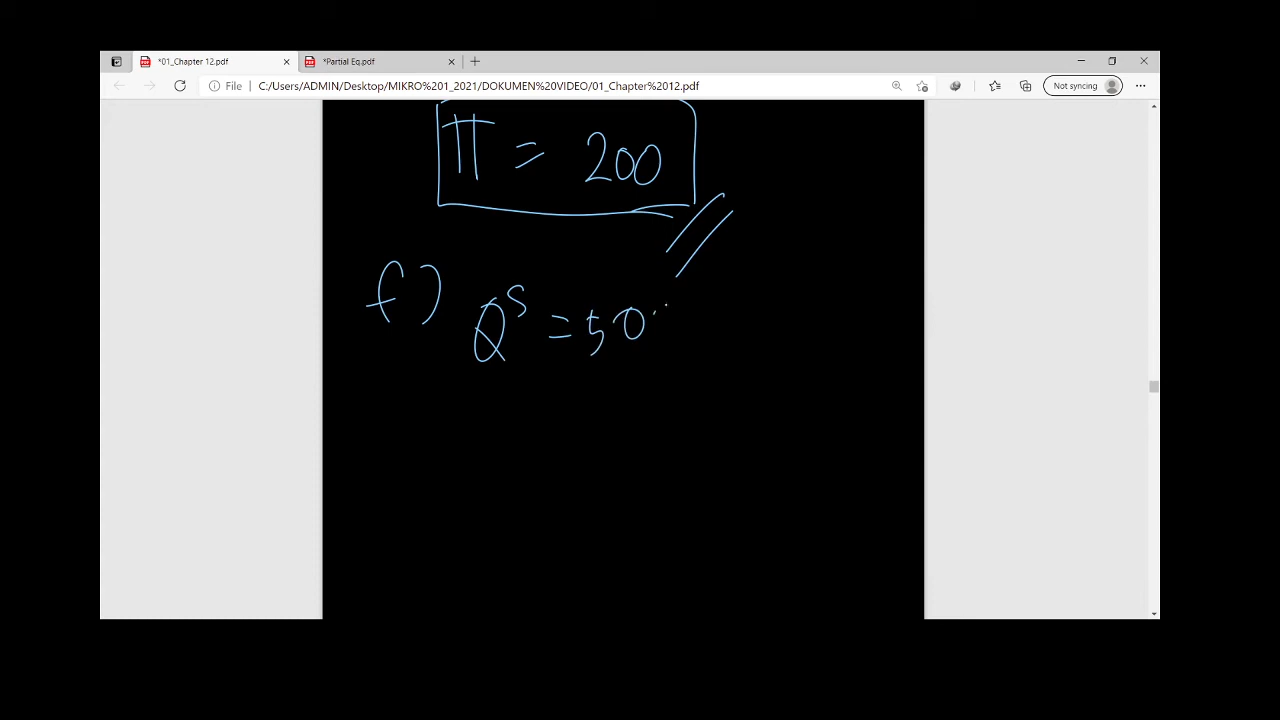 *01_Chapter 12.pdf
*Partial Eq.pdf
File
C:/Users/ADMIN/Desktop/MIKRO%201_2021/DOKUMEN%20VIDEO/01_Chapter%2012.pdf
Not syncing
π = 200
f) Qˢ = 50